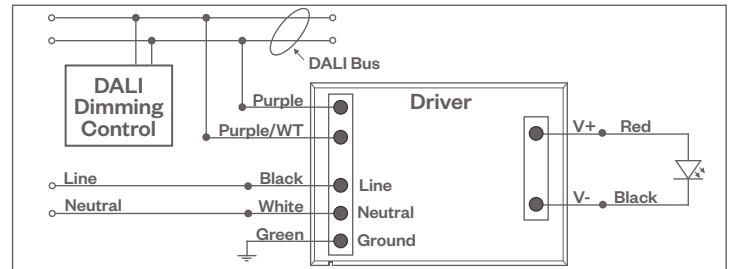 DALI Bus
DALI
Dimming
Control
Driver
Purple
Purple/WT
Line
Black
Line
Neutral
White
Neutral
Green
Ground
V+
Red
V-
Black